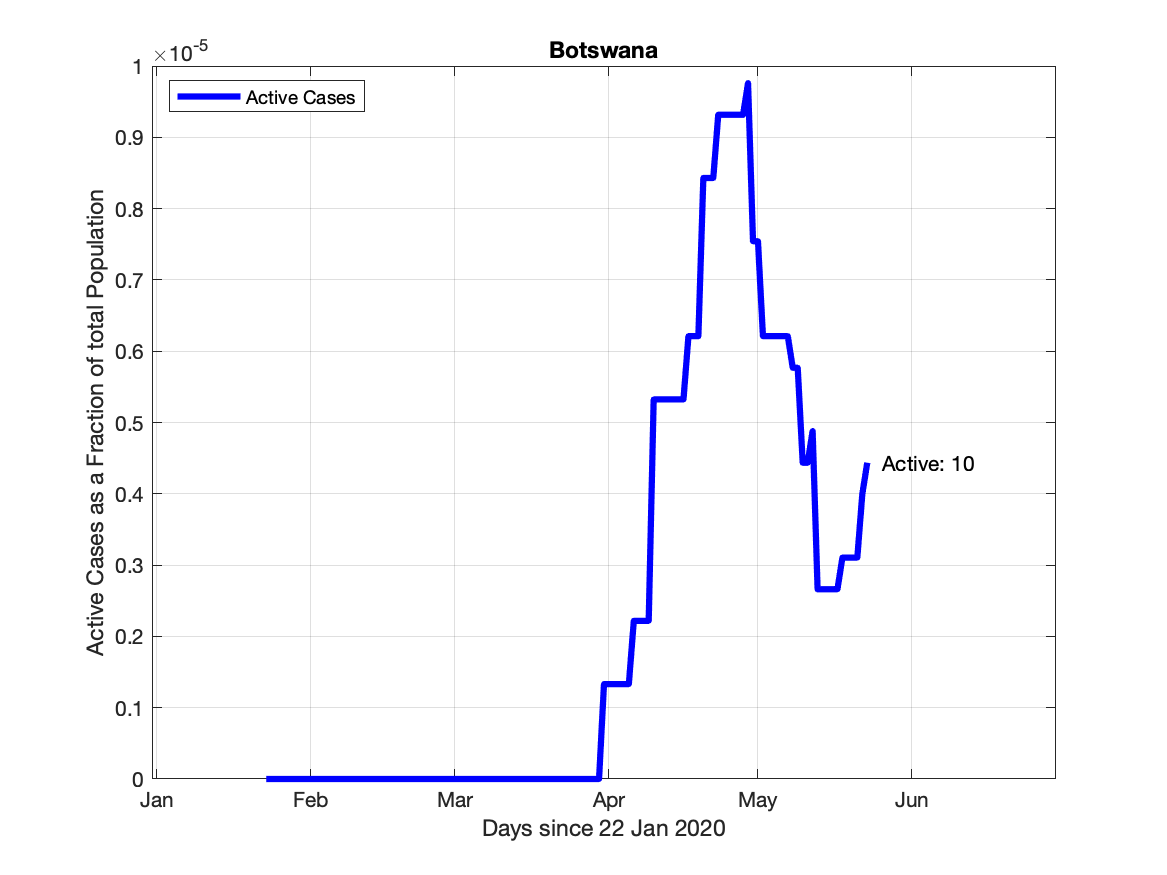 Botswana
×10-5
1
0.9
0.8
0.7
0.6
0.5
0.4
0.3
0.2
0.1
0
Active Cases
Active: 10
Active Cases as a Fraction of total Population
Jan Feb Mar Apr May Jun
Days since 22 Jan 2020